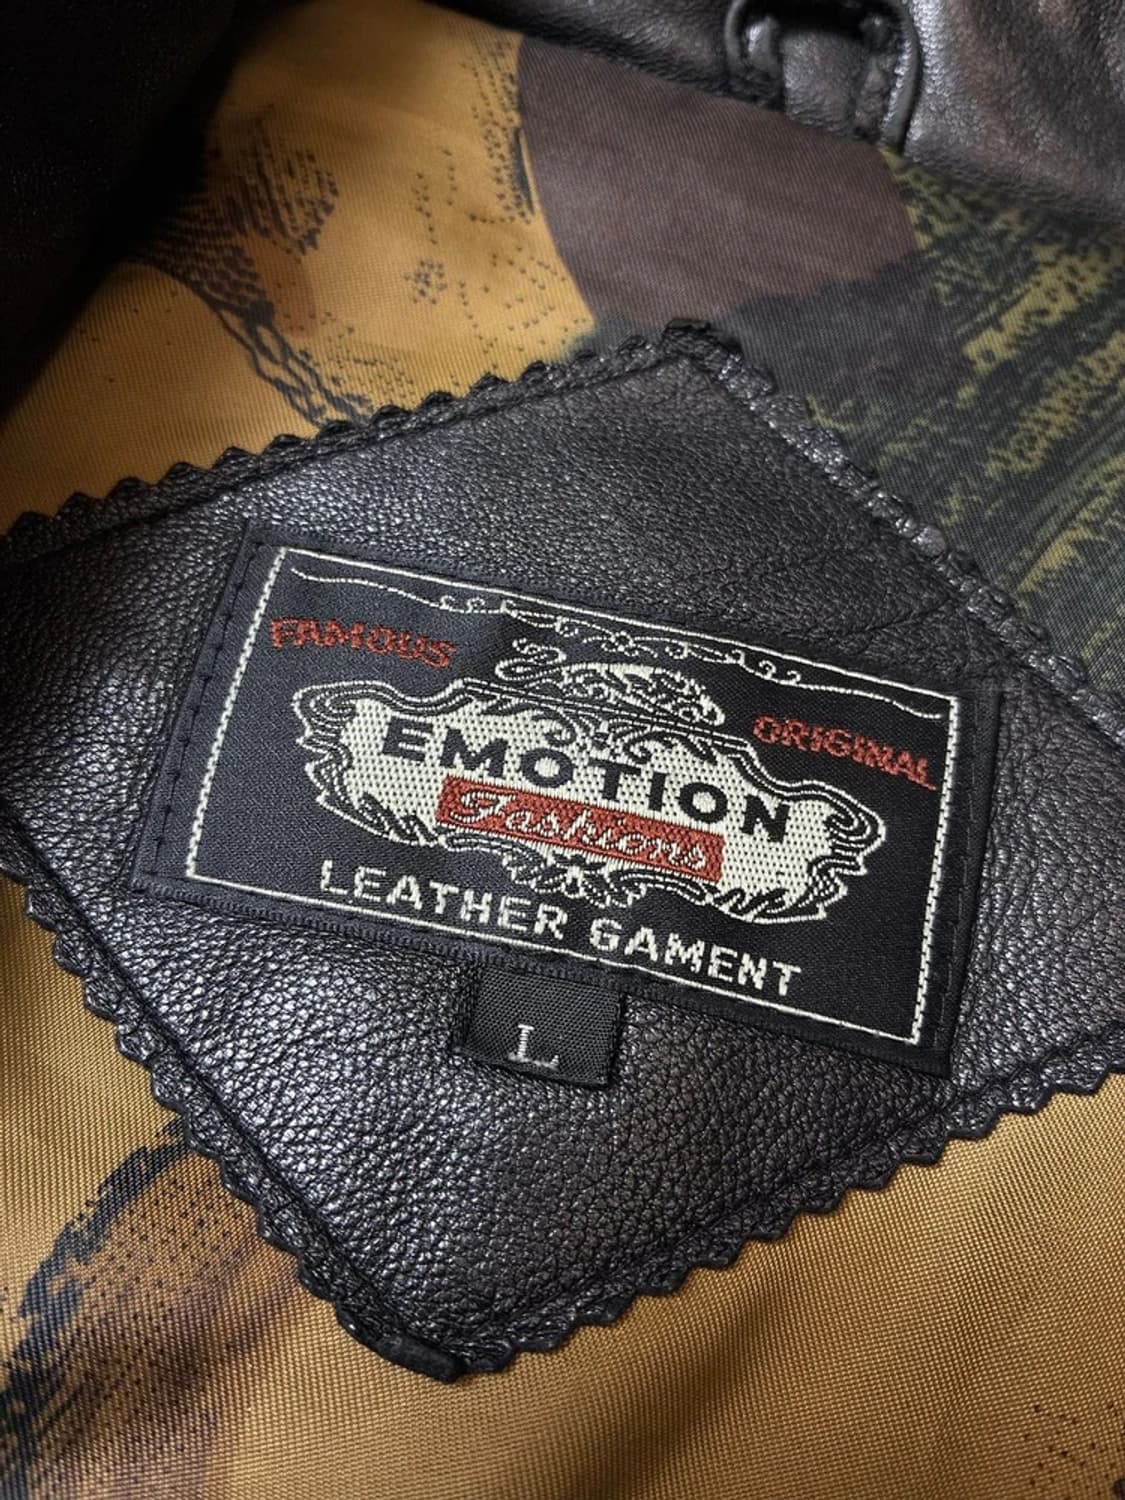 FAMOUS
ORIGINAL
EMOTION
Fashions
LEATHER GAMENT
L